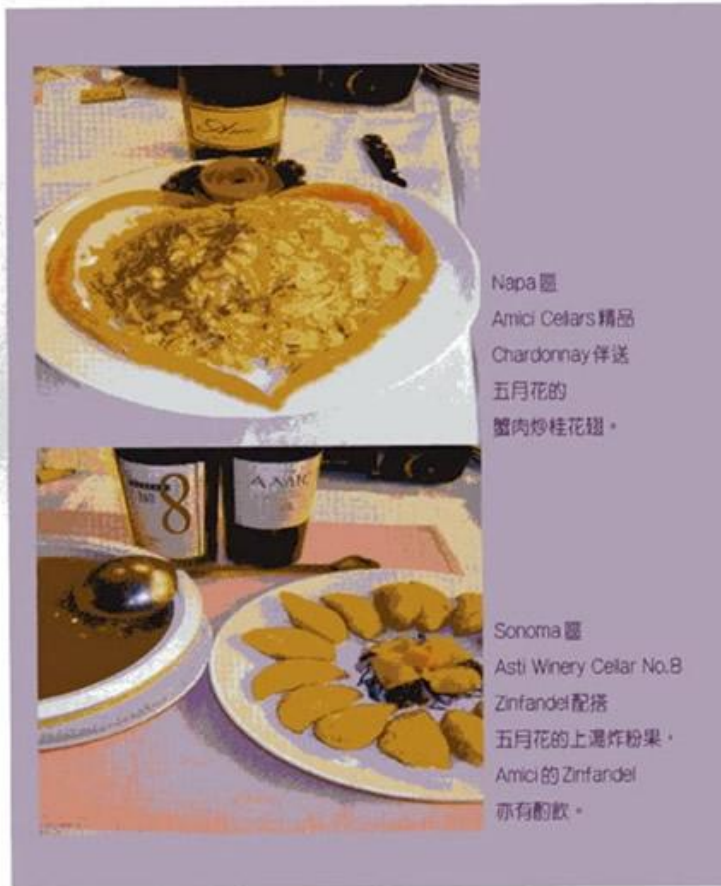 Napa區
Amici Cellars精品
Chardonnay伴送
五月花的
蟹肉炒桂花翅。
8
AMIC
Sonoma區
Asti Winery Cellar No.8
Zinfandel配搭
五月花的上湯炸粉果，
Amici的Zinfandel
亦有酌飲。